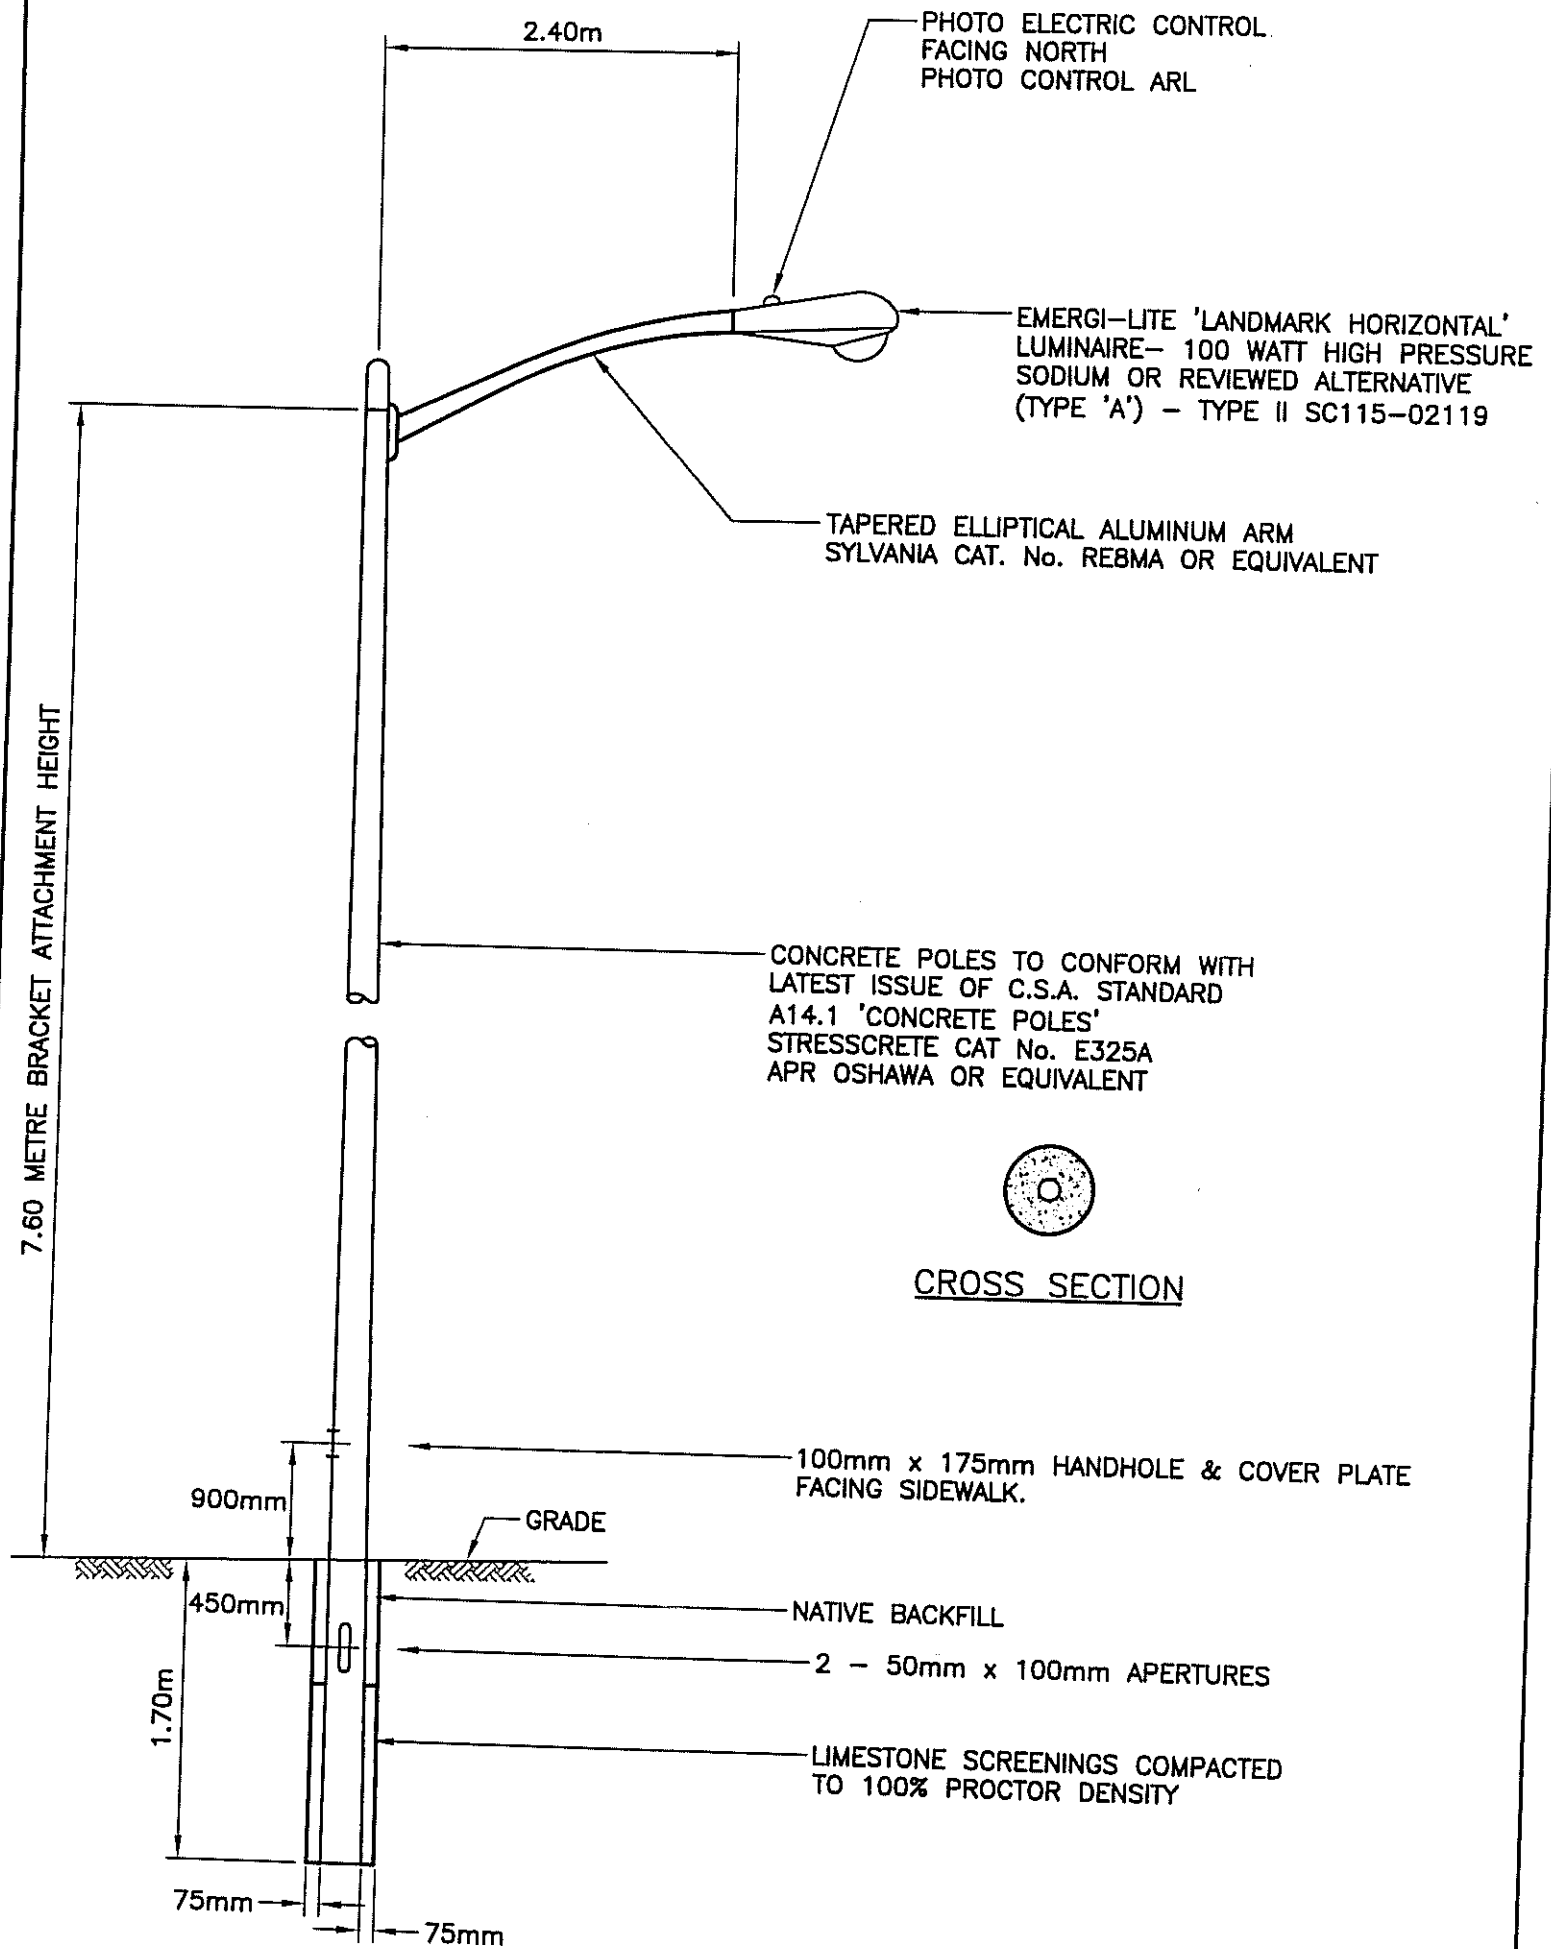 2.40m
PHOTO ELECTRIC CONTROL
FACING NORTH
PHOTO CONTROL ARL
EMERGI-LITE 'LANDMARK HORIZONTAL'
LUMINAIRE- 100 WATT HIGH PRESSURE
SODIUM OR REVIEWED ALTERNATIVE
(TYPE 'A') - TYPE II SC115-02119
TAPERED ELLIPTICAL ALUMINUM ARM
SYLVANIA CAT. No. RE8MA OR EQUIVALENT
7.60 METRE BRACKET ATTACHMENT HEIGHT
CONCRETE POLES TO CONFORM WITH
LATEST ISSUE OF C.S.A. STANDARD
A14.1 'CONCRETE POLES'
STRESSCRETE CAT No. E325A
APR OSHAWA OR EQUIVALENT
CROSS SECTION
100mm x 175mm HANDHOLE & COVER PLATE
FACING SIDEWALK.
900mm
GRADE
450mm
NATIVE BACKFILL
2 - 50mm x 100mm APERTURES
1.70m
LIMESTONE SCREENINGS COMPACTED
TO 100% PROCTOR DENSITY
75mm
75mm